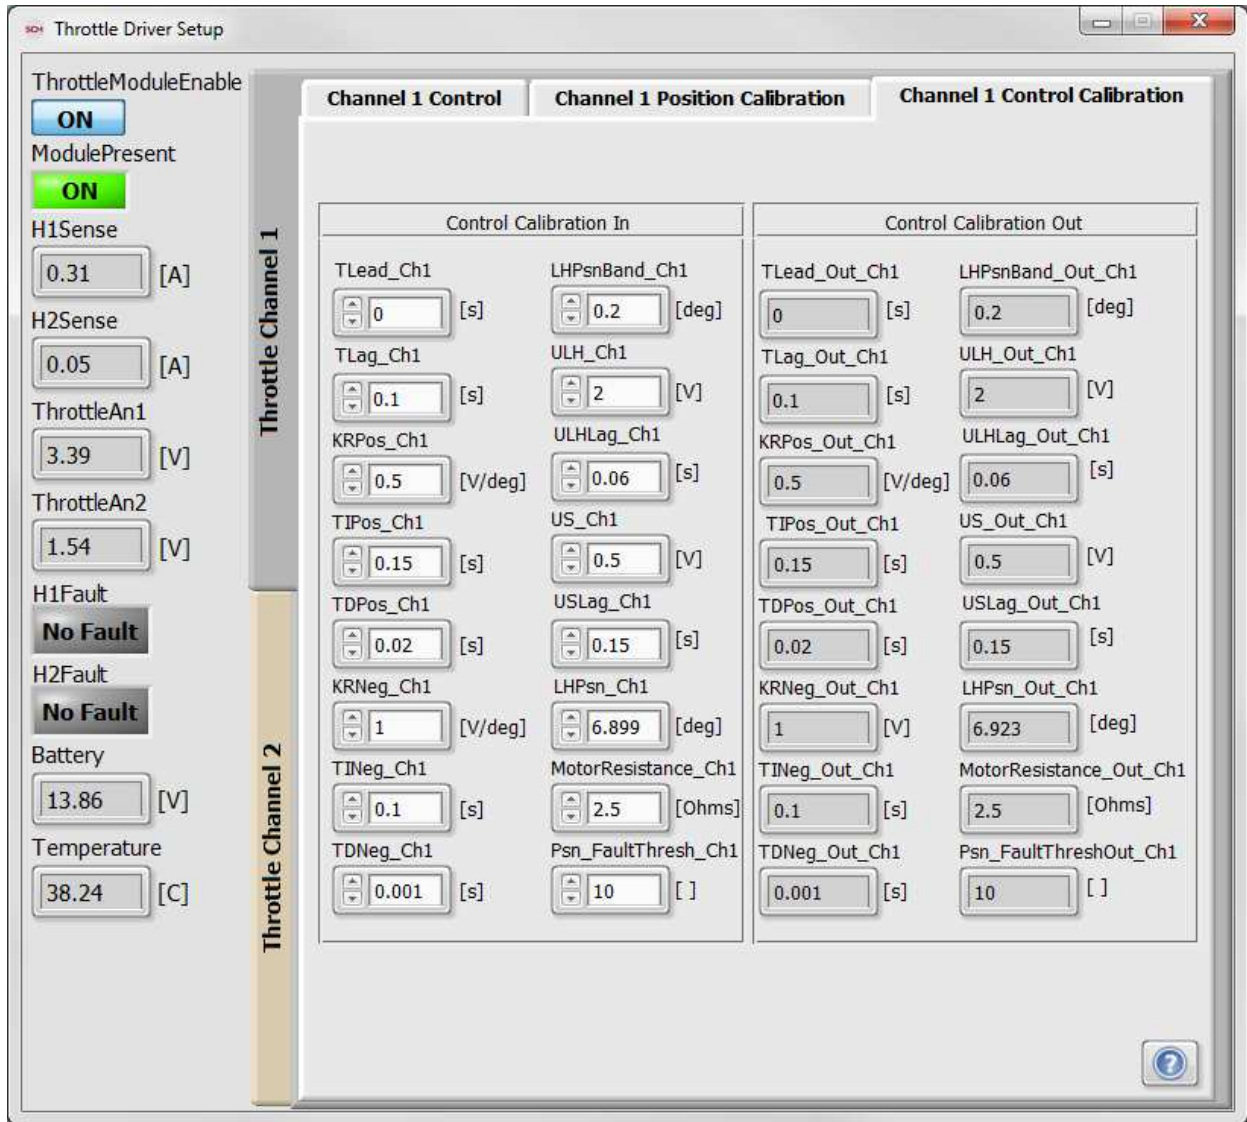 SCM Throttle Driver Setup
ThrottleModuleEnable
ON
ModulePresent
ON
H1Sense
0.31 [A]
H2Sense
0.05 [A]
ThrottleAn1
3.39 [V]
ThrottleAn2
1.54 [V]
H1Fault
No Fault
H2Fault
No Fault
Battery
13.86 [V]
Temperature
38.24 [C]
Throttle Channel 1
Throttle Channel 2
Channel 1 Control Channel 1 Position Calibration Channel 1 Control Calibration
Control Calibration In
TLead_Ch1 LHPsnBand_Ch1
0 [s] 0.2 [deg]
TLag_Ch1 ULH_Ch1
0.1 [s] 2 [V]
KRPos_Ch1 ULHLag_Ch1
0.5 [V/deg] 0.06 [s]
TIPos_Ch1 US_Ch1
0.15 [s] 0.5 [V]
TDPos_Ch1 USLag_Ch1
0.02 [s] 0.15 [s]
KRNeg_Ch1 LHPsn_Ch1
1 [V/deg] 6.899 [deg]
TINeg_Ch1 MotorResistance_Ch1
0.1 [s] 2.5 [Ohms]
TDNeg_Ch1 Psn_FaultThresh_Ch1
0.001 [s] 10 [ ]
Control Calibration Out
TLead_Out_Ch1 LHPsnBand_Out_Ch1
0 [s] 0.2 [deg]
TLag_Out_Ch1 ULH_Out_Ch1
0.1 [s] 2 [V]
KRPos_Out_Ch1 ULHLag_Out_Ch1
0.5 [V/deg] 0.06 [s]
TIPos_Out_Ch1 US_Out_Ch1
0.15 [s] 0.5 [V]
TDPos_Out_Ch1 USLag_Out_Ch1
0.02 [s] 0.15 [s]
KRNeg_Out_Ch1 LHPsn_Out_Ch1
1 [V] 6.923 [deg]
TINeg_Out_Ch1 MotorResistance_Out_Ch1
0.1 [s] 2.5 [Ohms]
TDNeg_Out_Ch1 Psn_FaultThreshOut_Ch1
0.001 [s] 10 [ ]
?